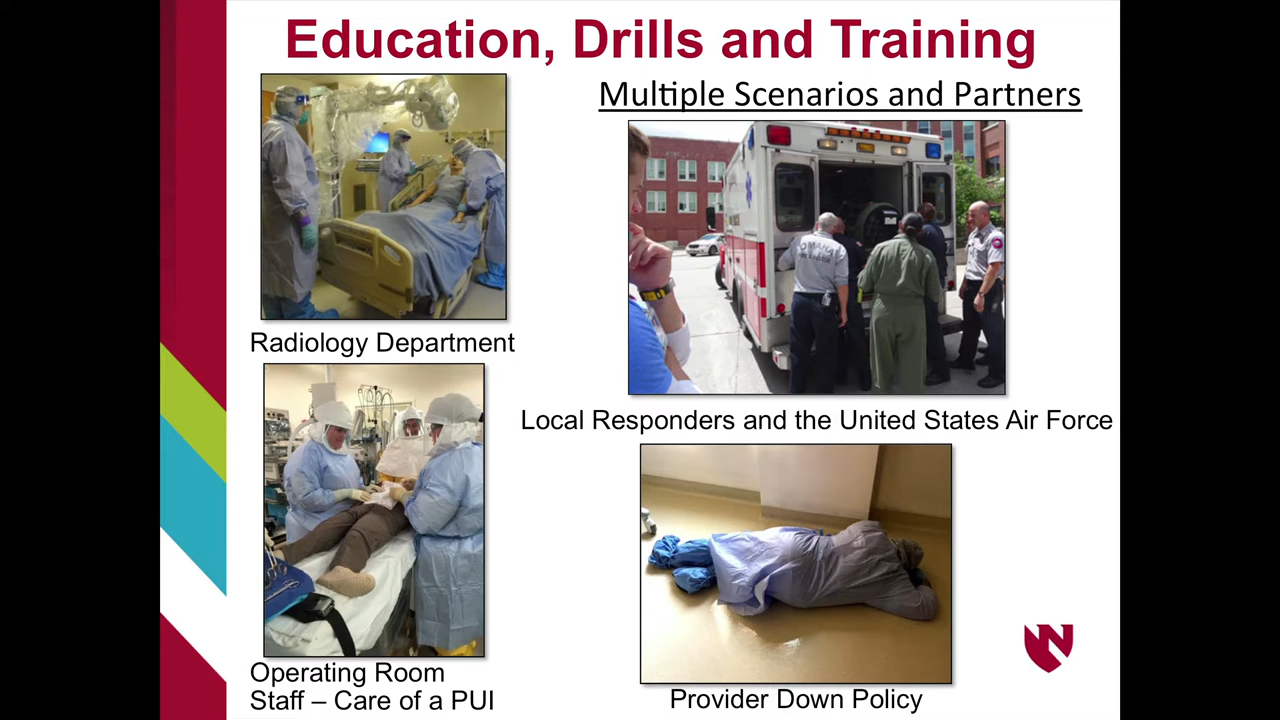 Education, Drills and Training
Multiple Scenarios and Partners
Radiology Department
OMAHA
Local Responders and the United States Air Force
Operating Room
Staff – Care of a PUI
Provider Down Policy
N